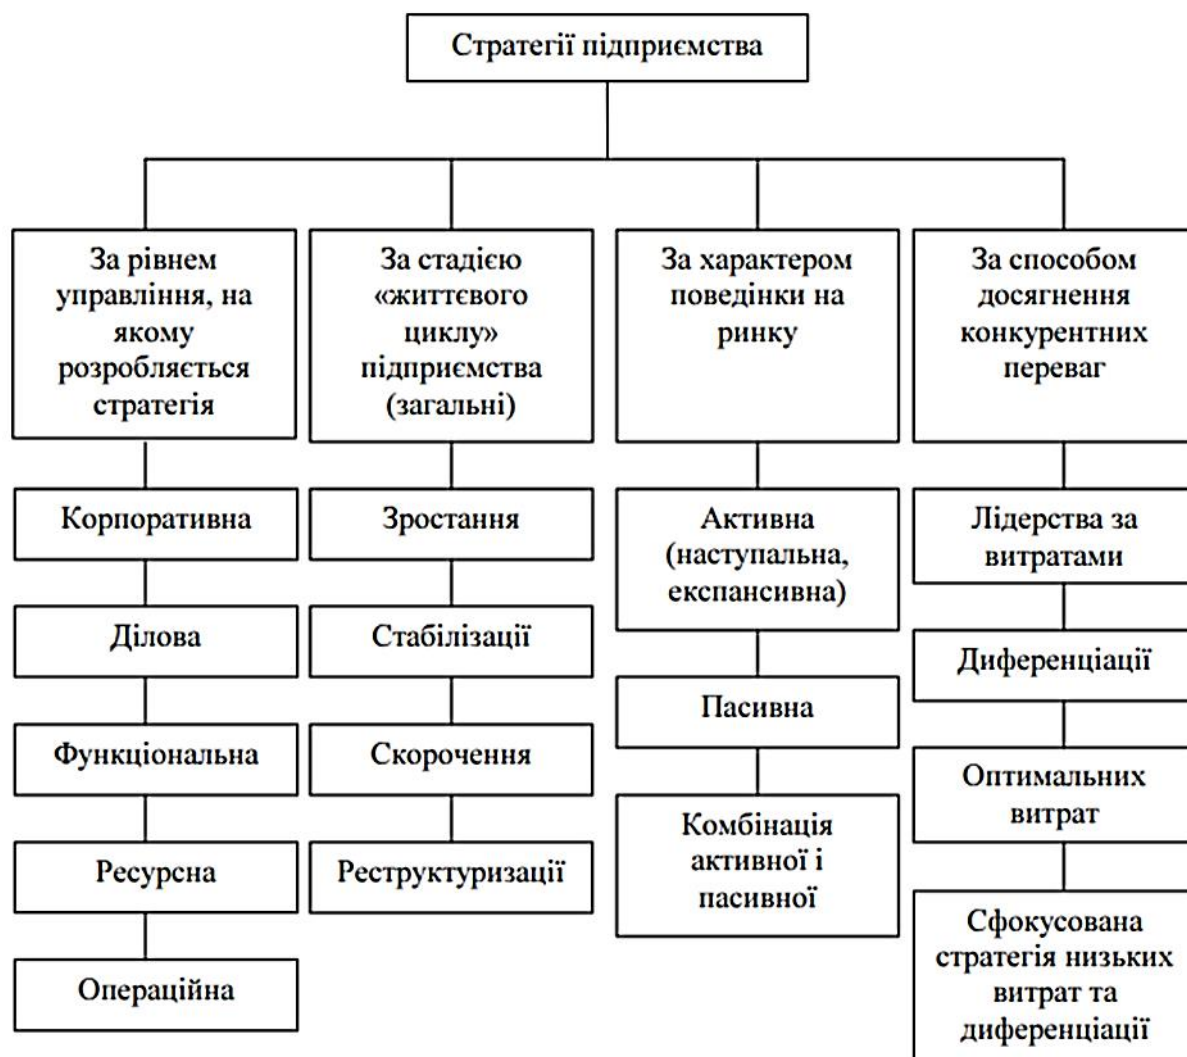 Стратегії підприємства
За рівнем
управління, на
якому
розробляється
стратегія
За стадією
«життєвого
циклу»
підприємства
(загальні)
За характером
поведінки на
ринку
За способом
досягнення
конкурентних
переваг
Корпоративна
Ділова
Функціональна
Ресурсна
Операційна
Зростання
Стабілізації
Скорочення
Реструктуризації
Активна
(наступальна,
експансивна)
Пасивна
Комбінація
активної і
пасивної
Лідерства за
витратами
Диференціації
Оптимальних
витрат
Сфокусована
стратегія низьких
витрат та
диференціації